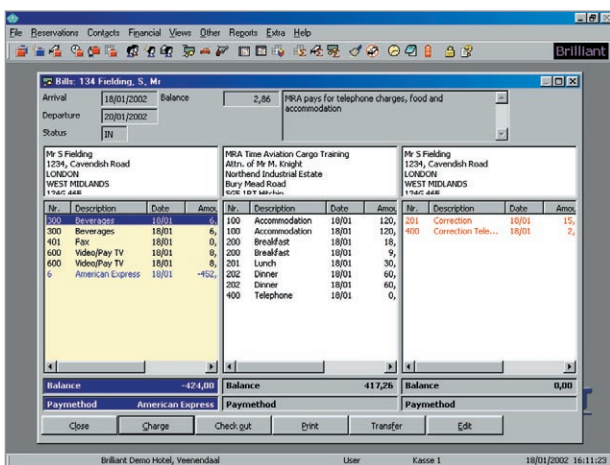 File Reservations Contacts Financial Views Other Reports Extra Help
Brilliant
Bills: 134 Fielding, S, Mr
Arrival 18/01/2002 Balance 2,86 MRA pays for telephone charges, food and
accommodation
Departure 20/01/2002
Status IN
Mr S Fielding
1234, Cavendish Road
LONDON
WEST MIDLANDS
MRA Time Aviation Cargo Training
Attn. of Mr M. Knight
Northend Industrial Estate
Bury Mead Road
Mr S Fielding
1234, Cavendish Road
LONDON
WEST MIDLANDS
Nr. Description Date Amou
300 Beverages 18/01 6,
300 Beverages 18/01 6,
401 Fax 18/01 0,
600 Video/Pay TV 18/01 8,
600 Video/Pay TV 18/01 8,
6 American Express 18/01 -452,
Balance -424,00
Paymethod American Express
Nr. Description Date Amou
100 Accommodation 18/01 120,
100 Accommodation 18/01 120,
200 Breakfast 18/01 18,
200 Breakfast 18/01 9,
201 Lunch 18/01 30,
202 Dinner 18/01 60,
202 Dinner 18/01 60,
400 Telephone 18/01 0,
Balance 417,26
Paymethod
Nr. Description Date Amou
201 Correction 18/01 15,
400 Correction Tele... 18/01 2,
Balance 0,00
Paymethod
Close Charge Check out Print Transfer Edit
Brilliant Demo Hotel, Veenendaal User Kasse 1 18/01/2002 16:11:23